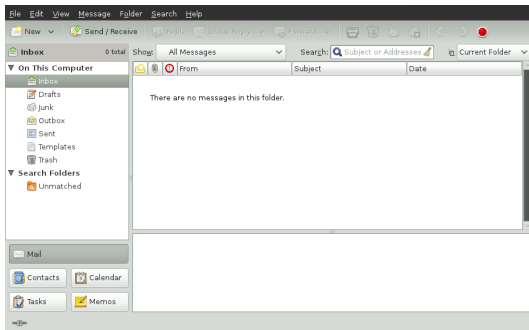 File Edit View Message Folder Search Help
New Send / Receive Reply Group Reply Forward
Inbox 0 total Show: All Messages Search: Subject or Addresses in Current Folder
On This Computer
From Subject Date
Inbox
There are no messages in this folder.
Drafts
Junk
Outbox
Sent
Templates
Trash
Search Folders
Unmatched
Mail
Contacts Calendar
Tasks Memos